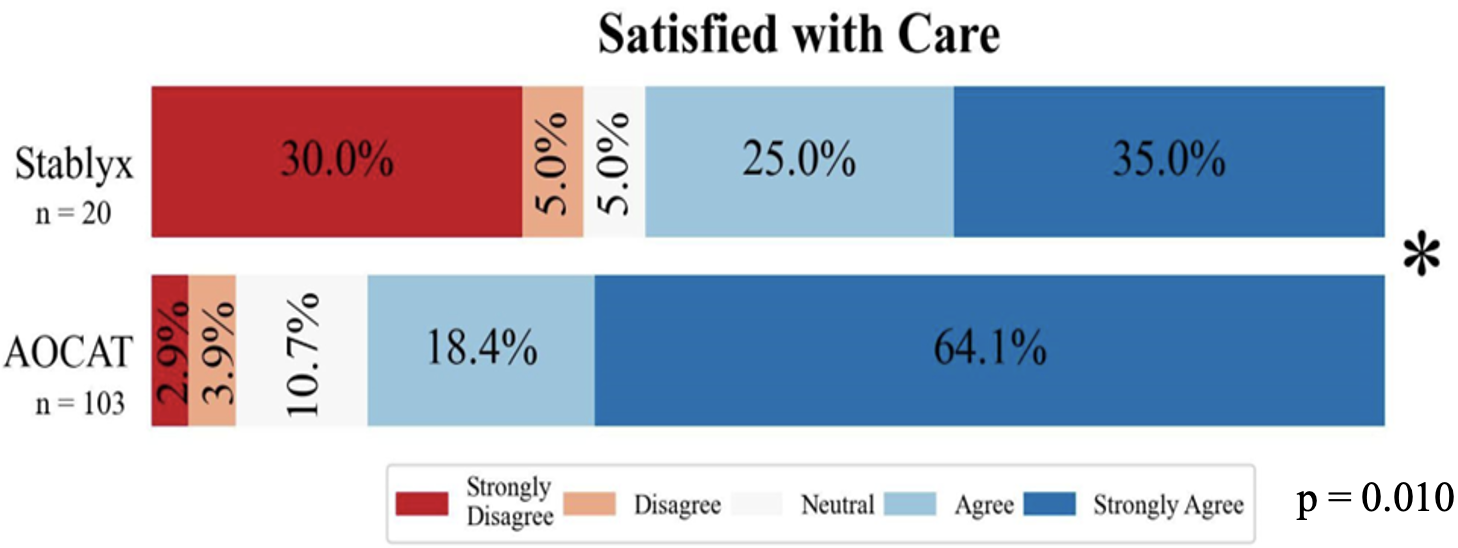 Satisfied with Care
Stablyx
n = 20
30.0%
5.0%
5.0%
25.0%
35.0%
*
AOCAT
n = 103
2.9%
3.9%
10.7%
18.4%
64.1%
Strongly
Disagree
Disagree
Neutral
Agree
Strongly Agree
p = 0.010